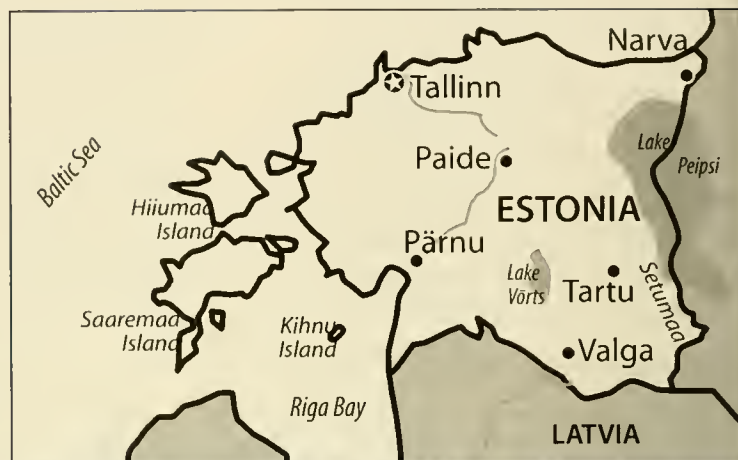 Narva
Tallinn
Baltic Sea
Lake
Peipsi
Paide
Hiiumaa
Island
ESTONIA
Pärnu
Lake
Võrts
Tartu
Setumaa
Saaremaa
Island
Kihnu
Island
Valga
Riga Bay
LATVIA